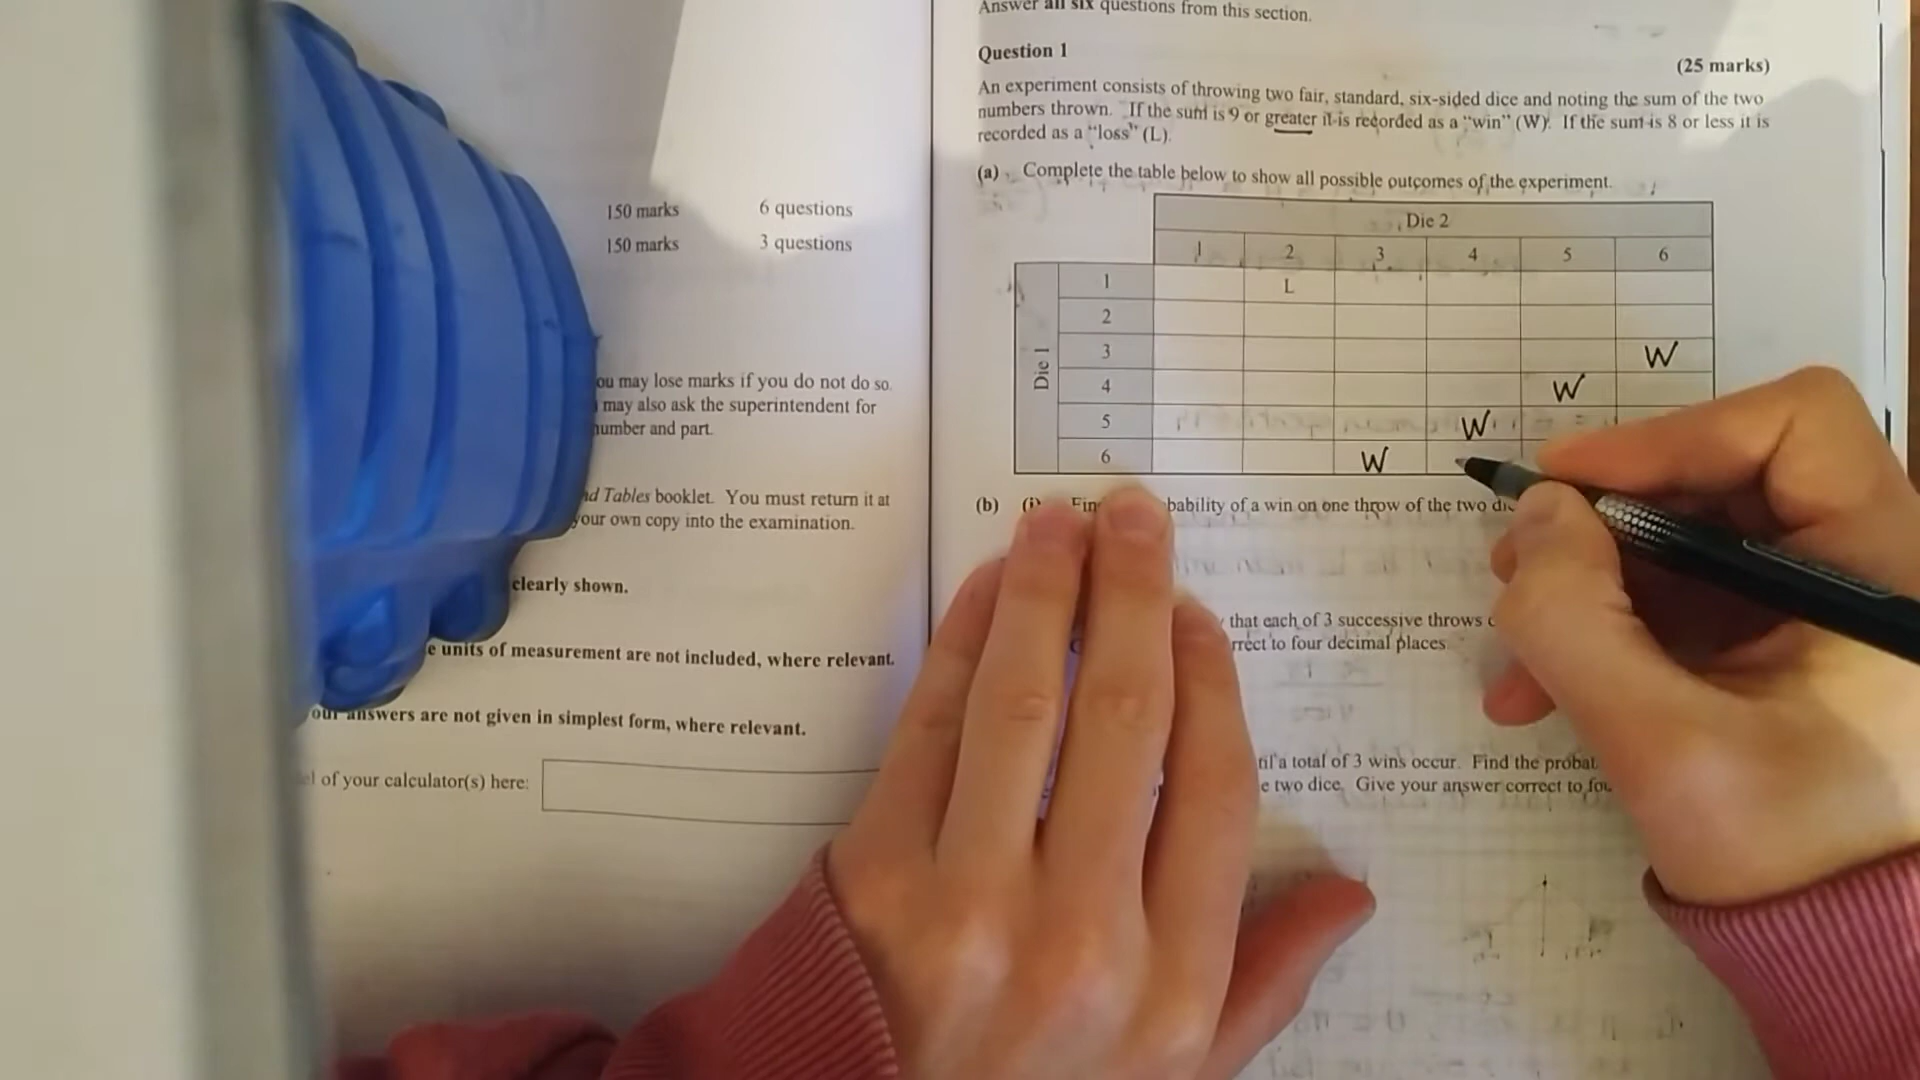 150 marks 6 questions
150 marks 3 questions
ou may lose marks if you do not do so.
may also ask the superintendent for
number and part.
nd Tables booklet. You must return it at
your own copy into the examination.
clearly shown.
e units of measurement are not included, where relevant.
your answers are not given in simplest form, where relevant.
el of your calculator(s) here:
Answer all six questions from this section.
Question 1 (25 marks)
An experiment consists of throwing two fair, standard, six-sided dice and noting the sum of the two
numbers thrown. If the sum is 9 or greater it is recorded as a “win” (W). If the sum is 8 or less it is
recorded as a “loss” (L).
(a) Complete the table below to show all possible outcomes of the experiment.
Die 2
1 2 3 4 5 6
Die 1
1 L
2
3 W
4 W
5 W
6 W
(b) (i) Fin bability of a win on one throw of the two dic
that each of 3 successive throws
rrect to four decimal places
til a total of 3 wins occur. Find the probab
e two dice. Give your answer correct to fou